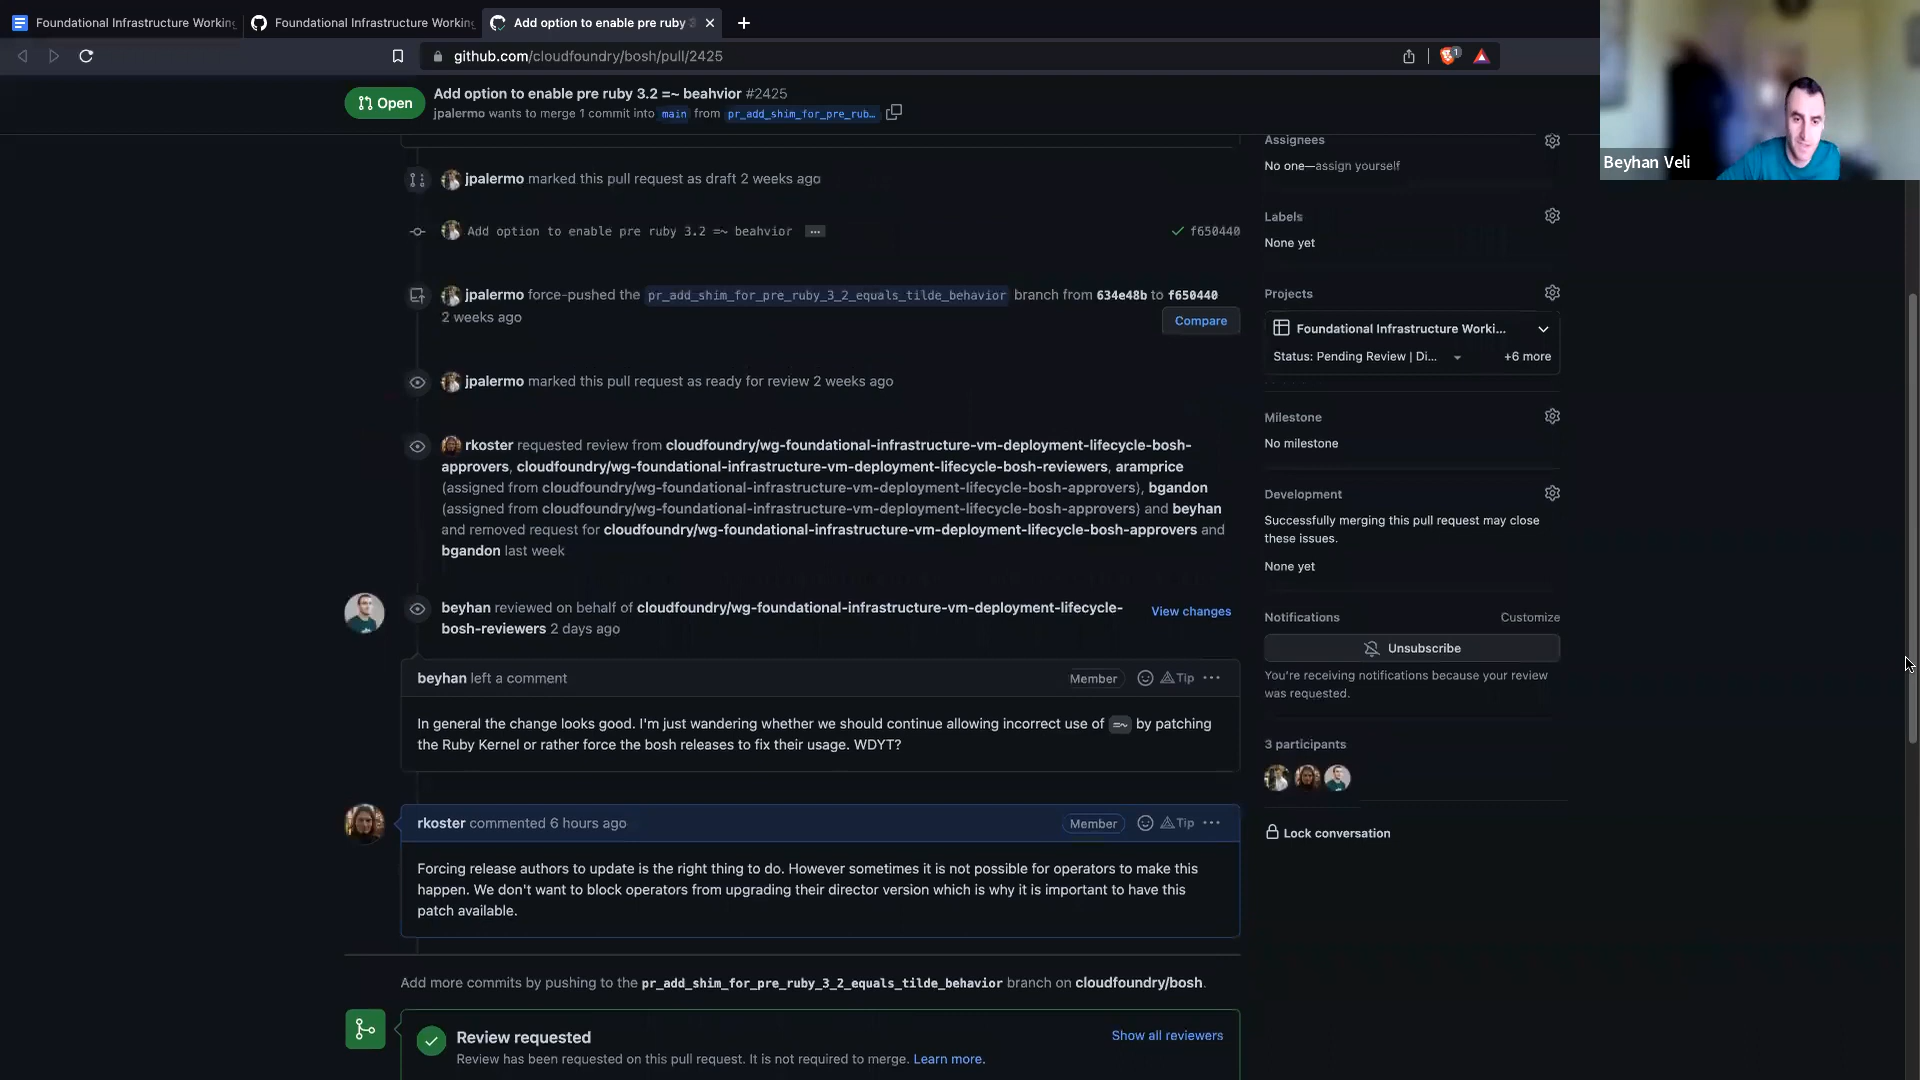 Foundational Infrastructure Working
Foundational Infrastructure Working
Add option to enable pre ruby 3
github.com/cloudfoundry/bosh/pull/2425
1
Beyhan Veli
Open
Add option to enable pre ruby 3.2 =~ beahvior #2425
jpalermo wants to merge 1 commit into main from pr_add_shim_for_pre_rub…
jpalermo marked this pull request as draft 2 weeks ago
Add option to enable pre ruby 3.2 =~ beahvior ...
f650440
jpalermo force-pushed the pr_add_shim_for_pre_ruby_3_2_equals_tilde_behavior branch from 634e48b to f650440
2 weeks ago
Compare
jpalermo marked this pull request as ready for review 2 weeks ago
rkoster requested review from cloudfoundry/wg-foundational-infrastructure-vm-deployment-lifecycle-bosh-
approvers, cloudfoundry/wg-foundational-infrastructure-vm-deployment-lifecycle-bosh-reviewers, aramprice
(assigned from cloudfoundry/wg-foundational-infrastructure-vm-deployment-lifecycle-bosh-approvers), bgandon
(assigned from cloudfoundry/wg-foundational-infrastructure-vm-deployment-lifecycle-bosh-approvers) and beyhan
and removed request for cloudfoundry/wg-foundational-infrastructure-vm-deployment-lifecycle-bosh-approvers and
bgandon last week
beyhan reviewed on behalf of cloudfoundry/wg-foundational-infrastructure-vm-deployment-lifecycle-
bosh-reviewers 2 days ago
View changes
beyhan left a comment
Member
Tip
In general the change looks good. I'm just wandering whether we should continue allowing incorrect use of =~ by patching
the Ruby Kernel or rather force the bosh releases to fix their usage. WDYT?
rkoster commented 6 hours ago
Member
Tip
Forcing release authors to update is the right thing to do. However sometimes it is not possible for operators to make this
happen. We don't want to block operators from upgrading their director version which is why it is important to have this
patch available.
Add more commits by pushing to the pr_add_shim_for_pre_ruby_3_2_equals_tilde_behavior branch on cloudfoundry/bosh.
Review requested
Show all reviewers
Review has been requested on this pull request. It is not required to merge. Learn more.
Assignees
No one—assign yourself
Labels
None yet
Projects
Foundational Infrastructure Worki...
Status: Pending Review | Di...
+6 more
Milestone
No milestone
Development
Successfully merging this pull request may close
these issues.
None yet
Notifications
Customize
Unsubscribe
You're receiving notifications because your review
was requested.
3 participants
Lock conversation